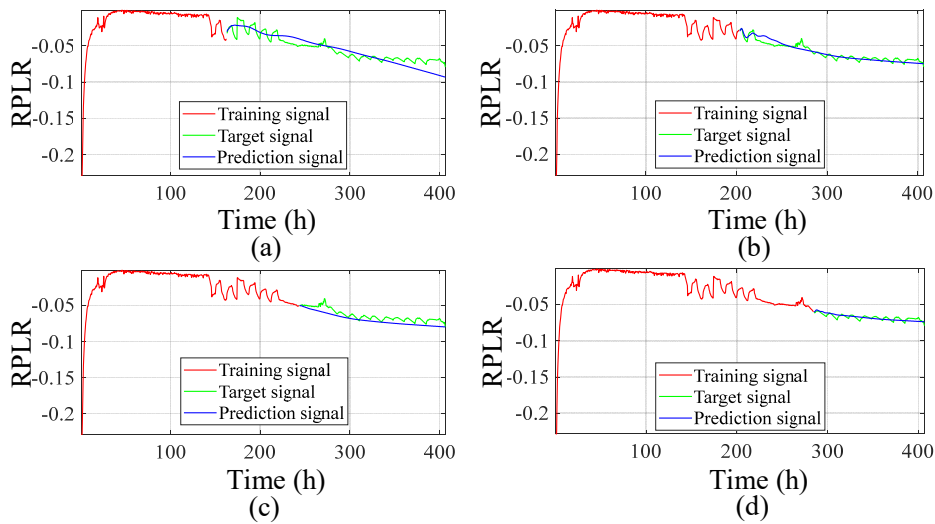 -0.05
-0.1
-0.15
-0.2
RPLR
Training signal
Target signal
Prediction signal
100 200 300 400
Time (h)
(a)
-0.05
-0.1
-0.15
-0.2
RPLR
Training signal
Target signal
Prediction signal
100 200 300 400
Time (h)
(b)
-0.05
-0.1
-0.15
-0.2
RPLR
Training signal
Target signal
Prediction signal
100 200 300 400
Time (h)
(c)
-0.05
-0.1
-0.15
-0.2
RPLR
Training signal
Target signal
Prediction signal
100 200 300 400
Time (h)
(d)